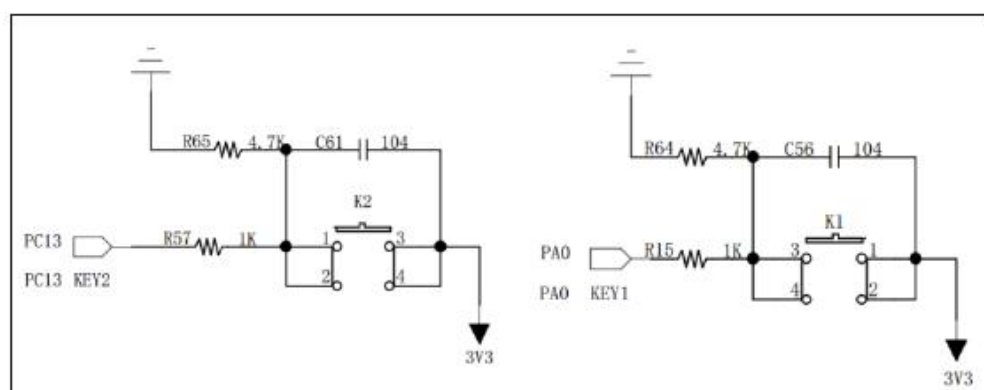 R65 4.7K C61 104
K2
PC13 R57 1K 1 3
PC13 KEY2 2 4
3V3
R64 4.7K C56 104
K1
PA0 R15 1K 3 1
PA0 KEY1 4 2
3V3